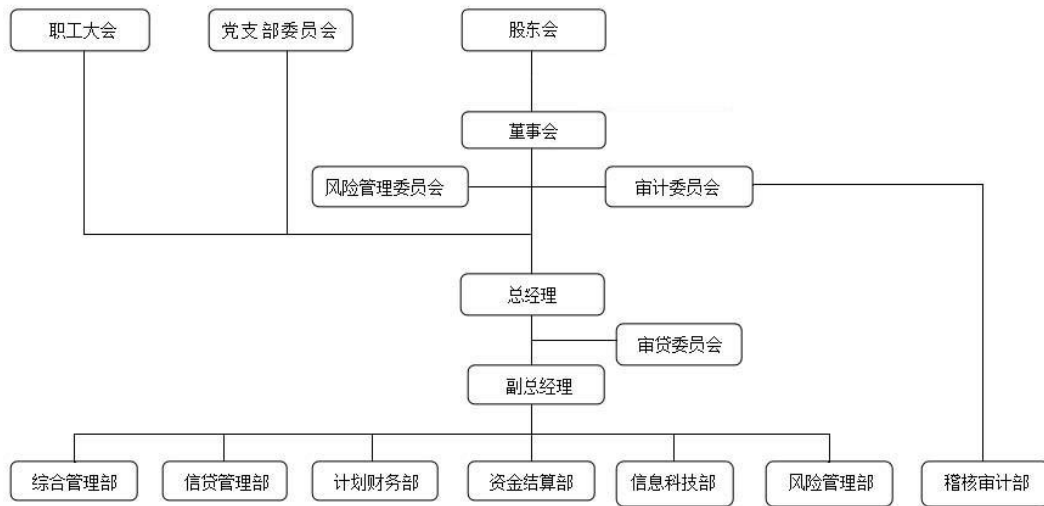 职工大会
党支部委员会
股东会
董事会
风险管理委员会
审计委员会
总经理
审贷委员会
副总经理
综合管理部
信贷管理部
计划财务部
资金结算部
信息科技部
风险管理部
稽核审计部